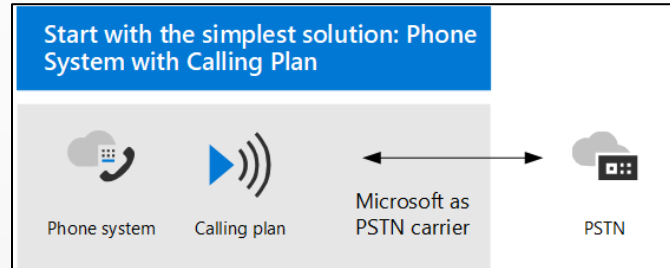 Start with the simplest solution: Phone
System with Calling Plan
Phone system
Calling plan
Microsoft as
PSTN carrier
PSTN